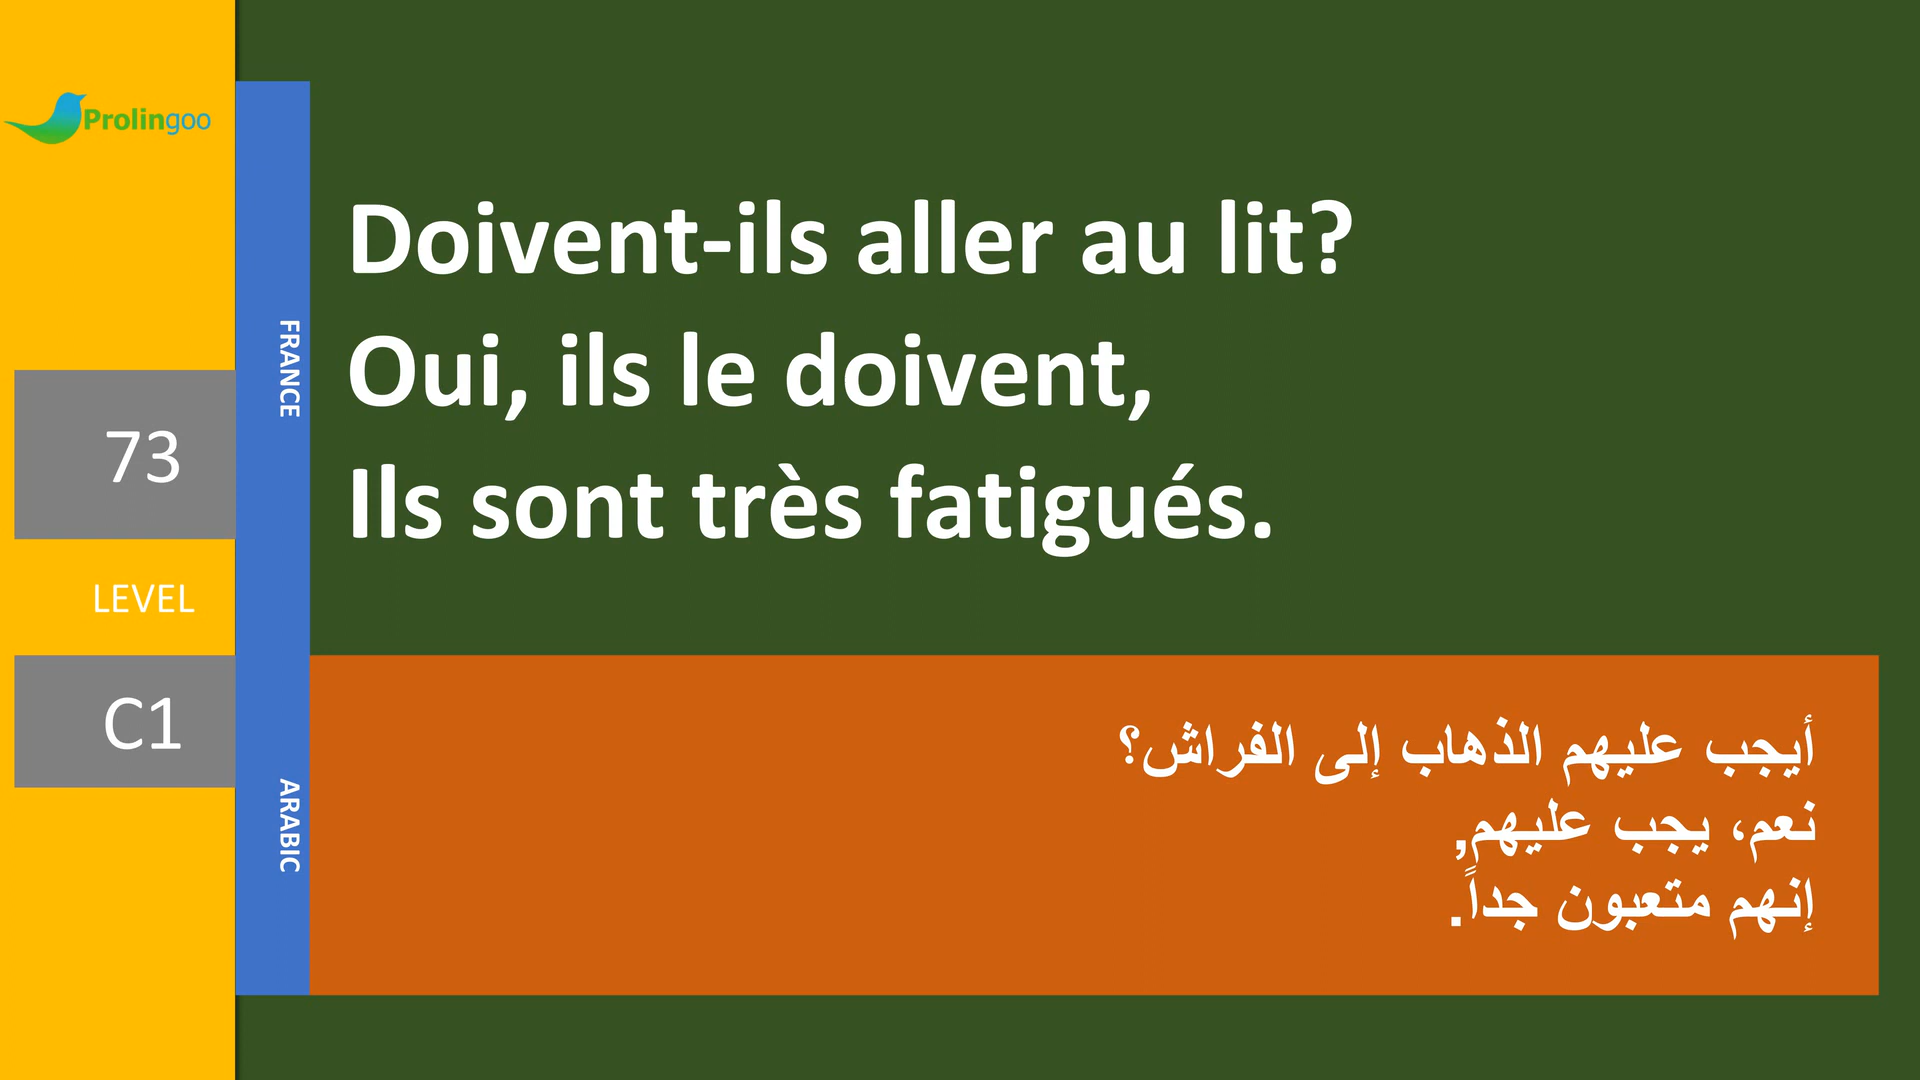 Prolingoo
73
LEVEL
C1
FRANCE
ARABIC
Doivent-ils aller au lit?
Oui, ils le doivent,
Ils sont très fatigués.
أيجب عليهم الذهاب إلى الفراش؟
نعم، يجب عليهم,
إنهم متعبون جداً.